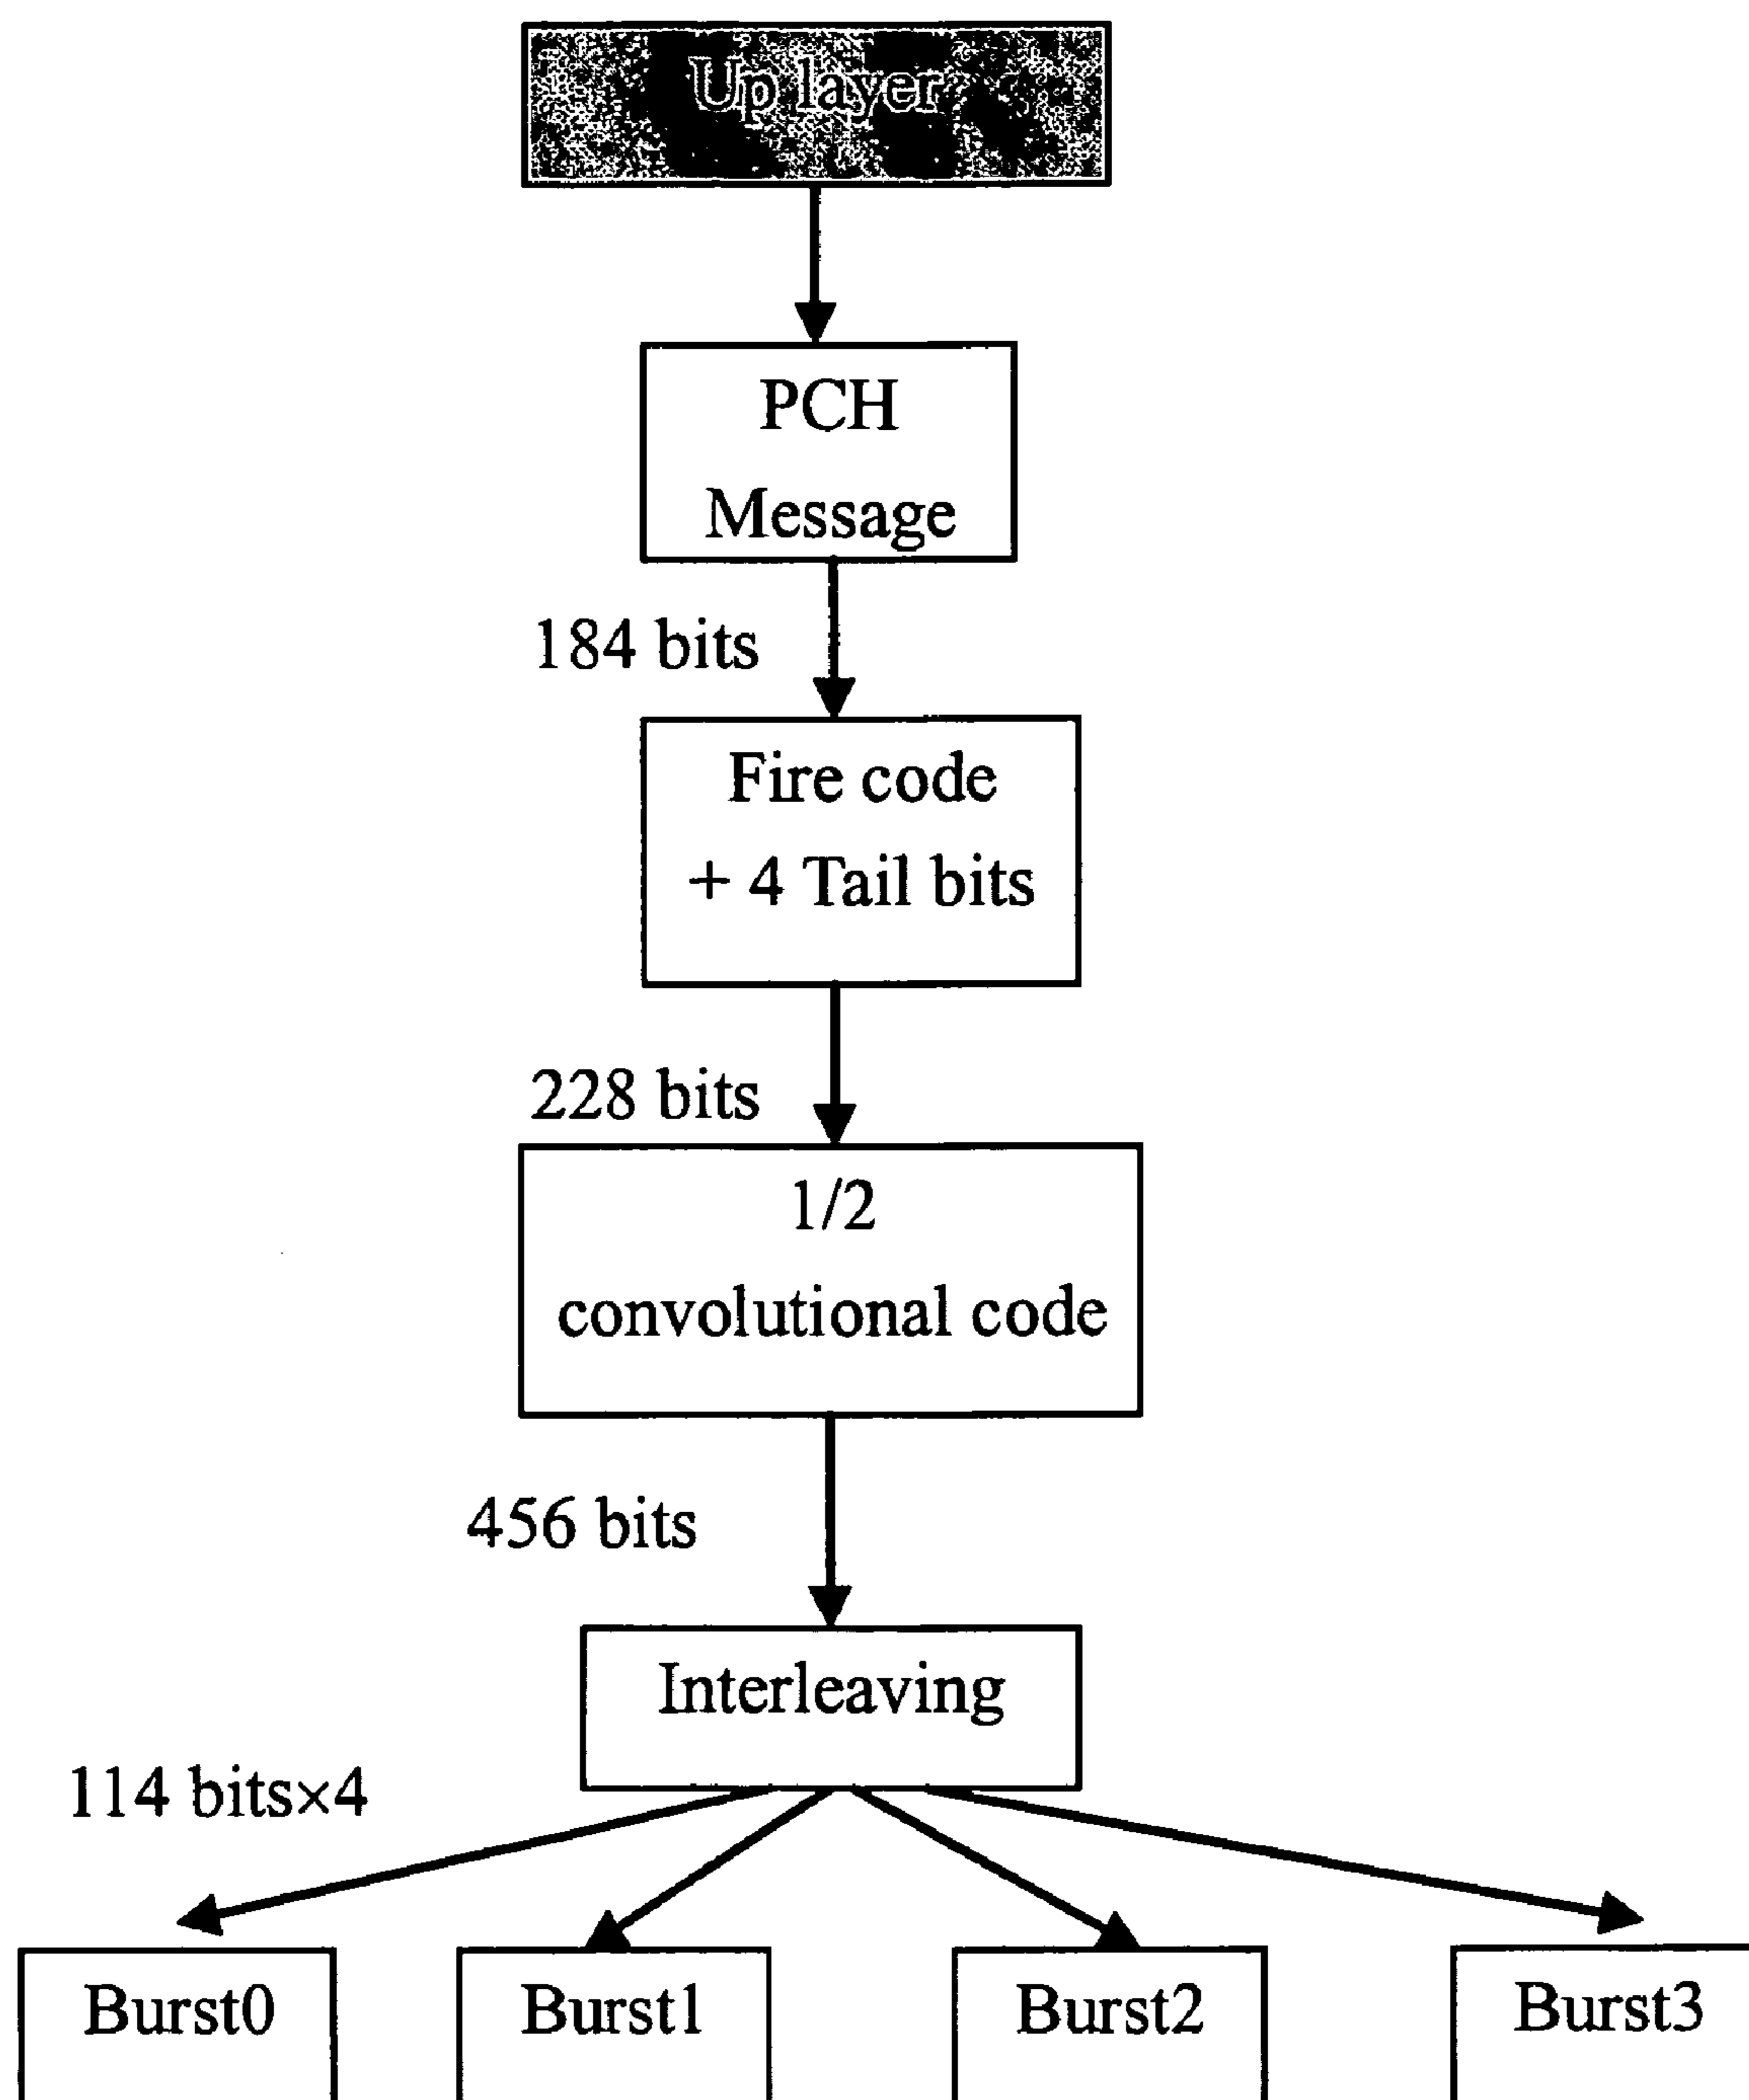 Up layer
PCH
Message
184 bits
Fire code
+ 4 Tail bits
228 bits
1/2
convolutional code
456 bits
Interleaving
114 bits×4
Burst0
Burst1
Burst2
Burst3